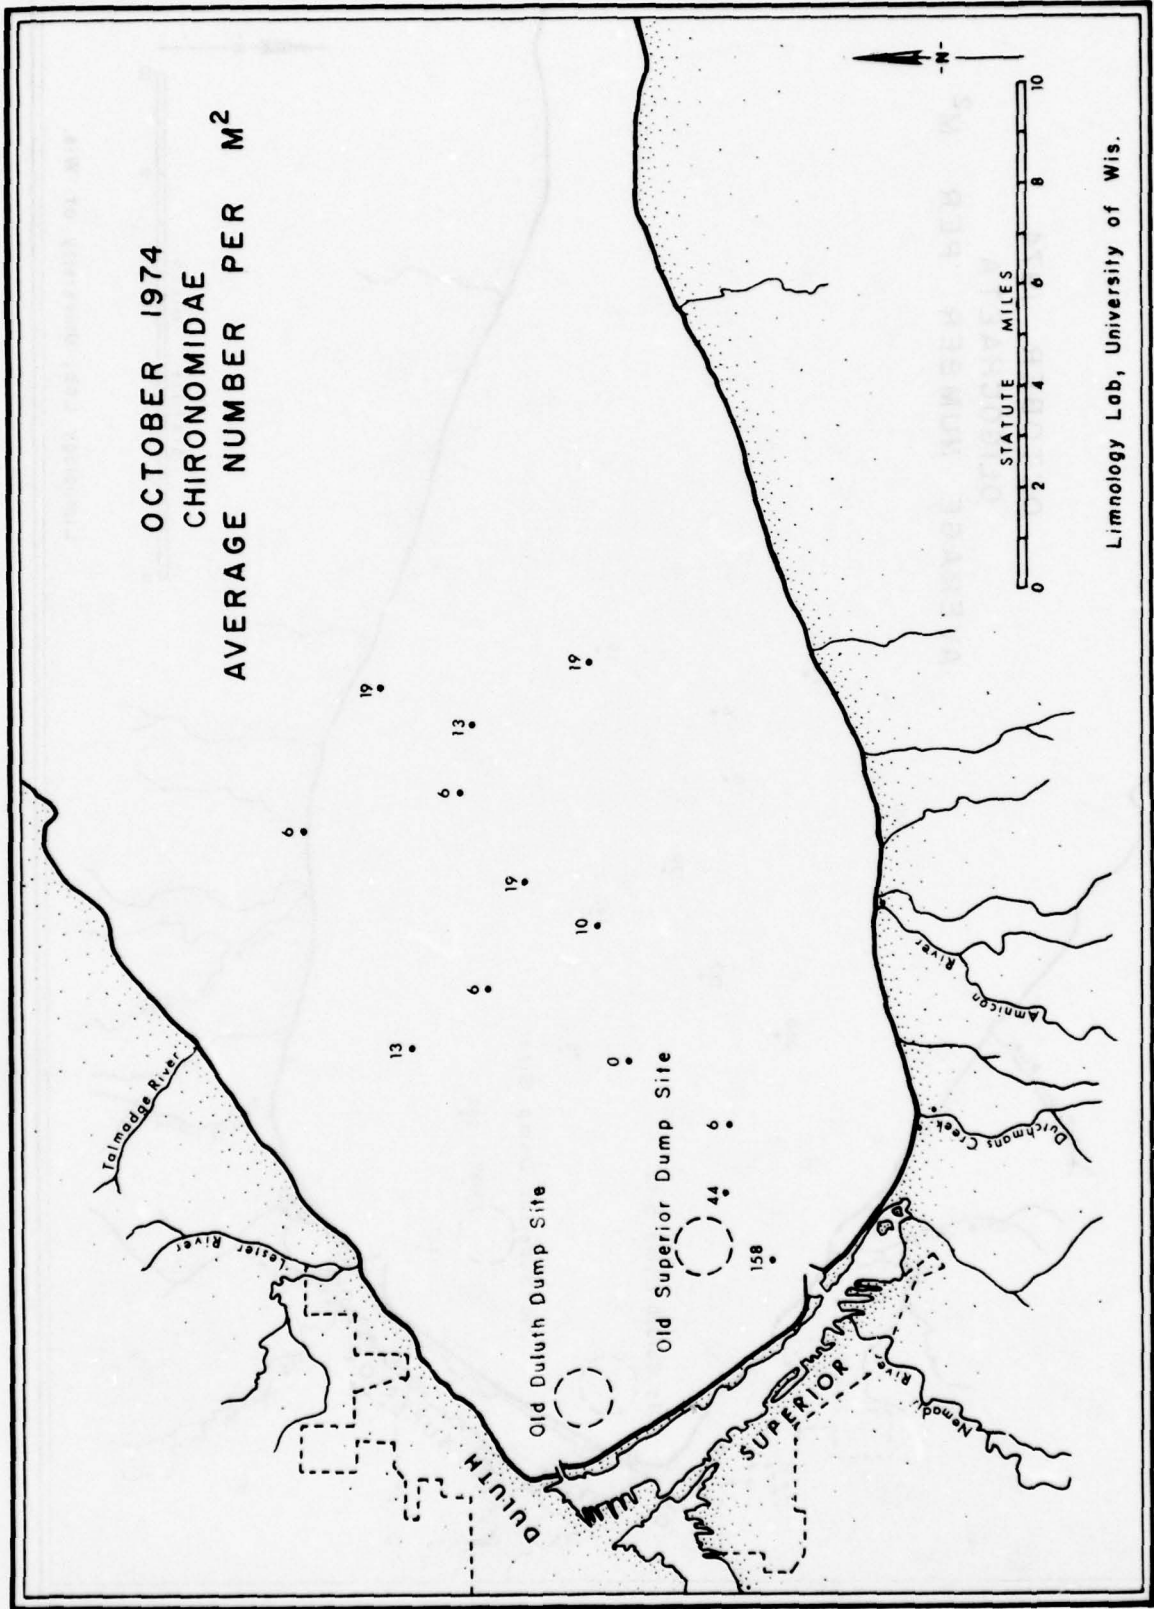 OCTOBER 1974
CHIRONOMIDAE
AVERAGE NUMBER PER M²
Talmadge River
Lester River
DULUTH
Old Duluth Dump Site
Old Superior Dump Site
SUPERIOR
Nemadji River
Dutchmans Creek
Amnicon River
19
19
13
6
6
19
10
6
13
0
6
44
158
-N-
STATUTE MILES
0 2 4 6 8 10
Limnology Lab, University of Wis.